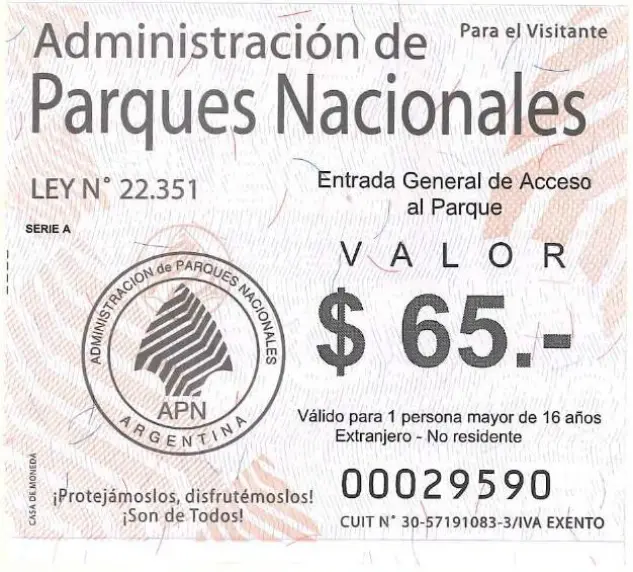 Para el Visitante
Administración de
Parques Nacionales
LEY N° 22.351
SERIE A
Entrada General de Acceso
al Parque
VALOR
$ 65.-
ADMINISTRACION de PARQUES NACIONALES
APN
ARGENTINA
Válido para 1 persona mayor de 16 años
Extranjero - No residente
CASA DE MONEDA
¡Protejámoslos, disfrutémoslos!
¡Son de Todos!
00029590
CUIT N° 30-57191083-3/IVA EXENTO